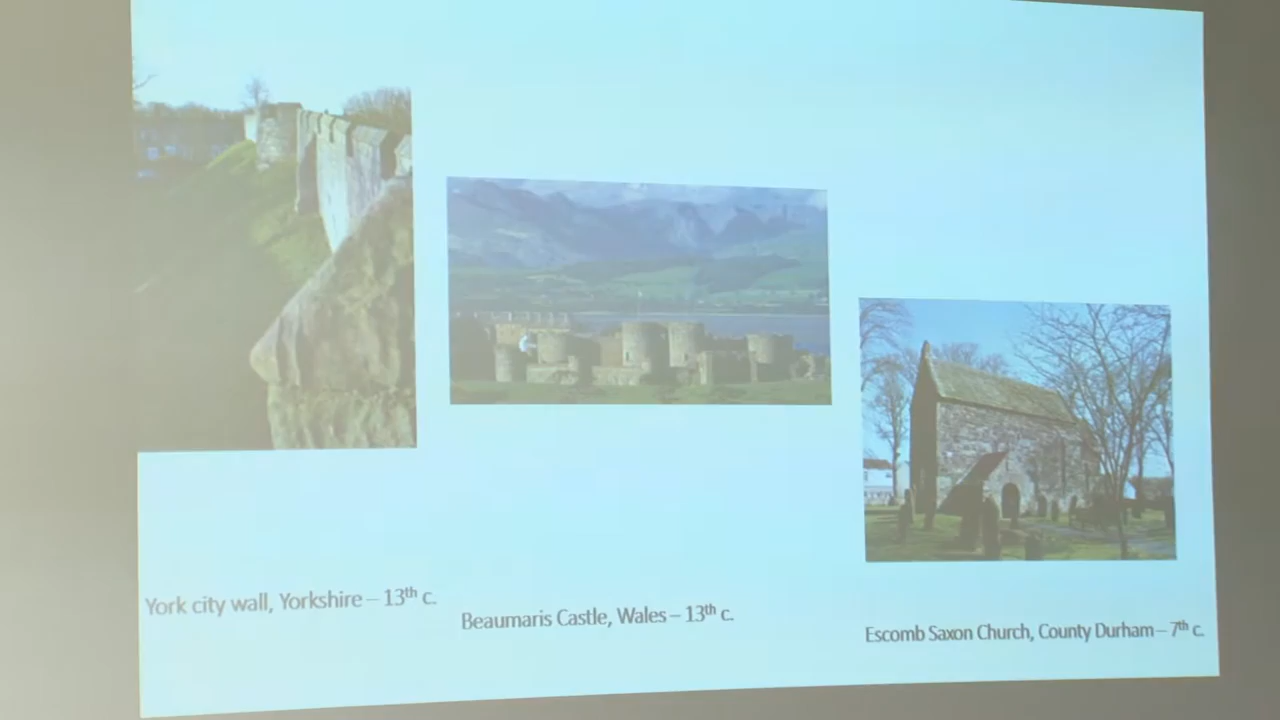 York city wall, Yorkshire – 13th c.
Beaumaris Castle, Wales – 13th c.
Escomb Saxon Church, County Durham – 7th c.